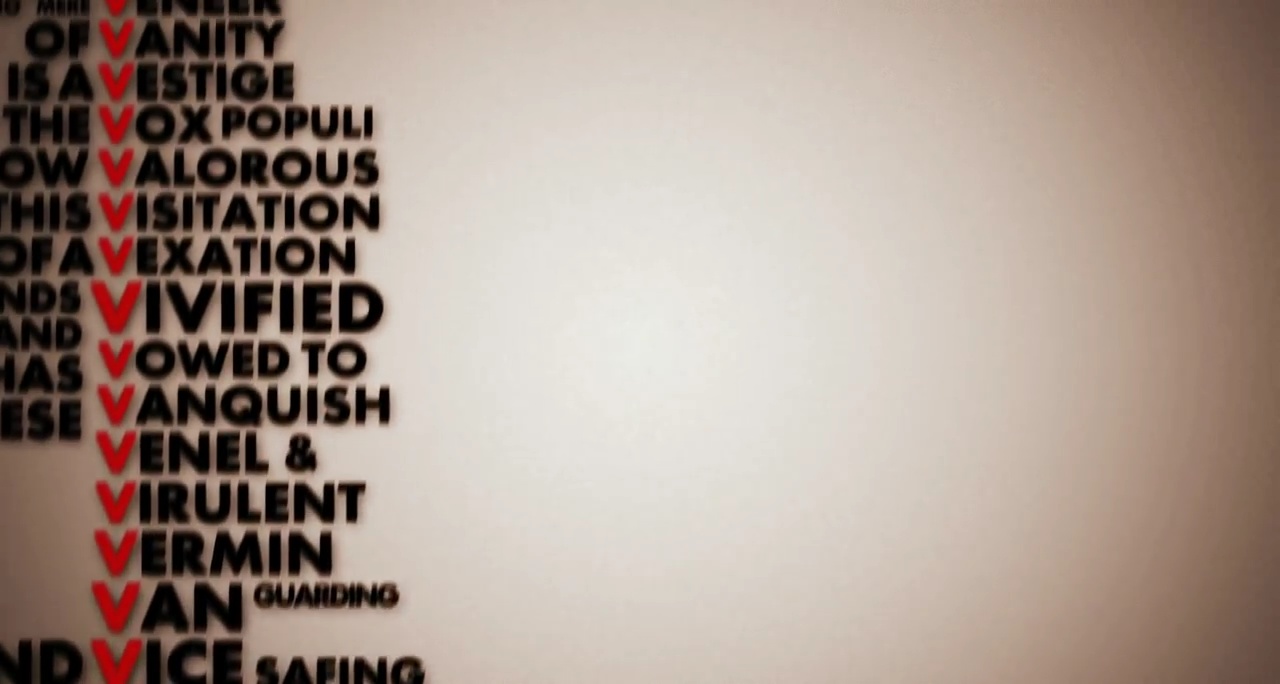 MERE VENEER
OF VANITY
IS A VESTIGE
THE VOX POPULI
OW VALOROUS
THIS VISITATION
OF A VEXATION
NDS VIVIFIED
AND
VOWED TO
HAS
VANQUISH
ESE
VENEL &
VIRULENT
VERMIN
VAN GUARDING
ND VICE SAFING